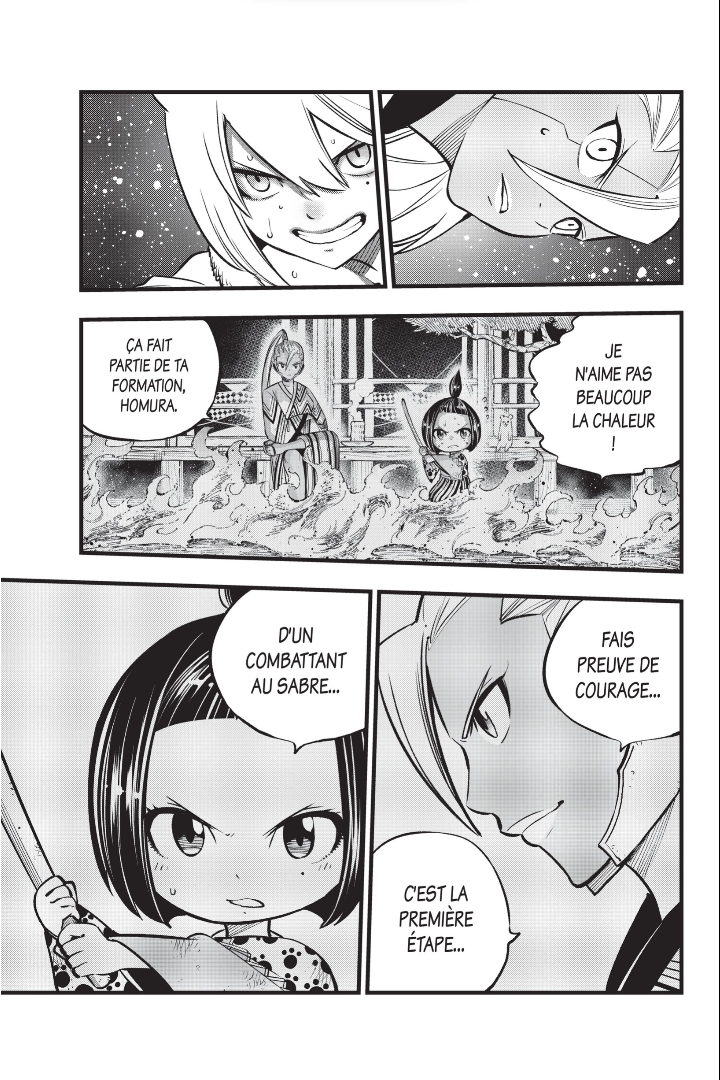 JE
N'AIME PAS
BEAUCOUP
LA CHALEUR
!
ÇA FAIT
PARTIE DE TA
FORMATION,
HOMURA.
FAIS
PREUVE DE
COURAGE...
C'EST LA
PREMIÈRE
ÉTAPE...
D'UN
COMBATTANT
AU SABRE...